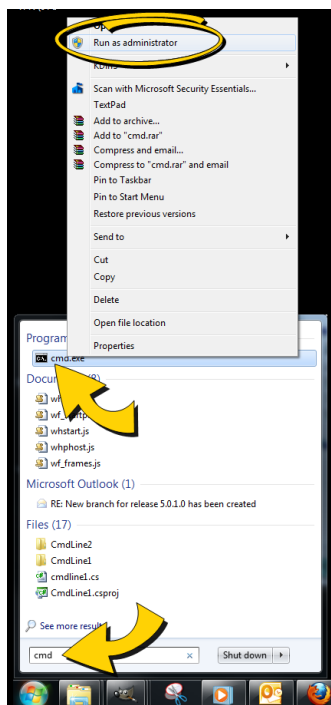 Run as administrator
Scan with Microsoft Security Essentials...
TextPad
Add to archive...
Add to "cmd.rar"
Compress and email...
Compress to "cmd.rar" and email
Pin to Taskbar
Pin to Start Menu
Restore previous versions
Send to
Cut
Copy
Delete
Open file location
Properties
cmd.exe
(8)
whstart.js
whphost.js
wf_frames.js
Microsoft Outlook (1)
RE: New branch for release 5.0.1.0 has been created
Files (17)
CmdLine2
CmdLine1
cmdline1.cs
CmdLine1.csproj
See more
cmd
Shut down